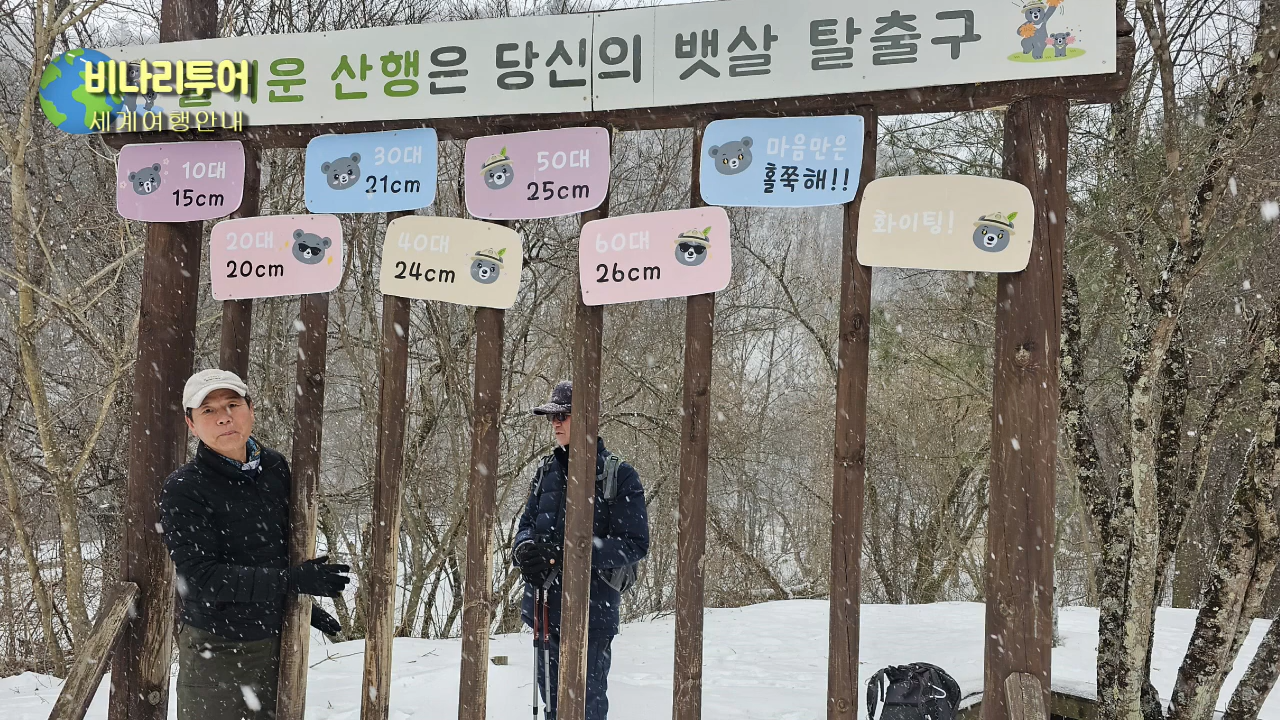 비나리투어
세계여행안내
운 산행은 당신의 뱃살 탈출구
10대
15cm
30대
21cm
50대
25cm
마음만은
홀쭉해!!
20대
20cm
40대
24cm
60대
26cm
화이팅!